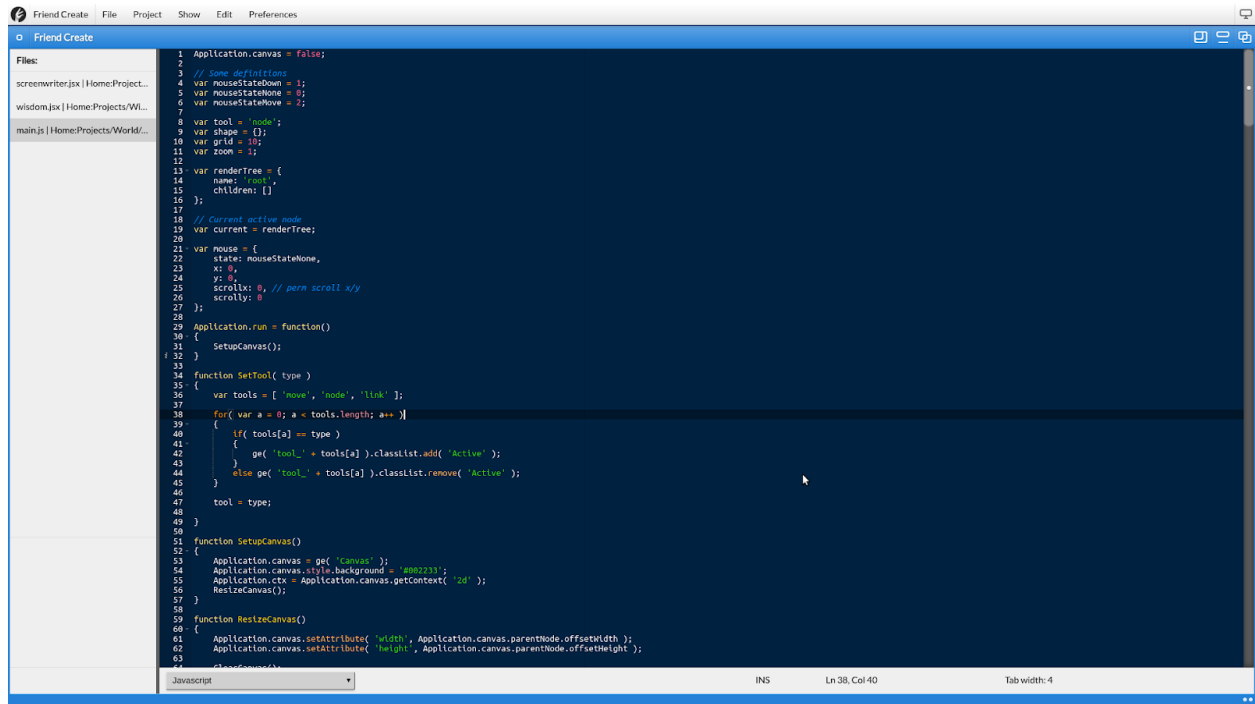 Friend Create File Project Show Edit Preferences
Friend Create
Files:
screenwriter.jsx | Home:Project...
wisdom.jsx | Home:Projects/Wi...
main.js | Home:Projects/World/...
1 Application.canvas = false;
2
3 // Some definitions
4 var mouseStateDown = 1;
5 var mouseStateNone = 0;
6 var mouseStateMove = 2;
7
8 var tool = 'node';
9 var shape = {};
10 var grid = 10;
11 var zoom = 1;
12
13 var renderTree = {
14 name: 'root',
15 children: []
16 };
17
18 // Current active node
19 var current = renderTree;
20
21 var mouse = {
22 state: mouseStateNone,
23 x: 0,
24 y: 0,
25 scrollx: 0, // perm scroll x/y
26 scrolly: 0
27 };
28
29 Application.run = function()
30 {
31 SetupCanvas();
i 32 }
33
34 function SetTool( type )
35 {
36 var tools = [ 'move', 'node', 'link' ];
37
38 for( var a = 0; a < tools.length; a++ )
39 {
40 if( tools[a] == type )
41 {
42 ge( 'tool_' + tools[a] ).classList.add( 'Active' );
43 }
44 else ge( 'tool_' + tools[a] ).classList.remove( 'Active' );
45 }
46
47 tool = type;
48
49 }
50
51 function SetupCanvas()
52 {
53 Application.canvas = ge( 'Canvas' );
54 Application.canvas.style.background = '#002233';
55 Application.ctx = Application.canvas.getContext( '2d' );
56 ResizeCanvas();
57 }
58
59 function ResizeCanvas()
60 {
61 Application.canvas.setAttribute( 'width', Application.canvas.parentNode.offsetWidth );
62 Application.canvas.setAttribute( 'height', Application.canvas.parentNode.offsetHeight );
63
64 ClearCanvas();
Javascript INS Ln 38, Col 40 Tab width: 4